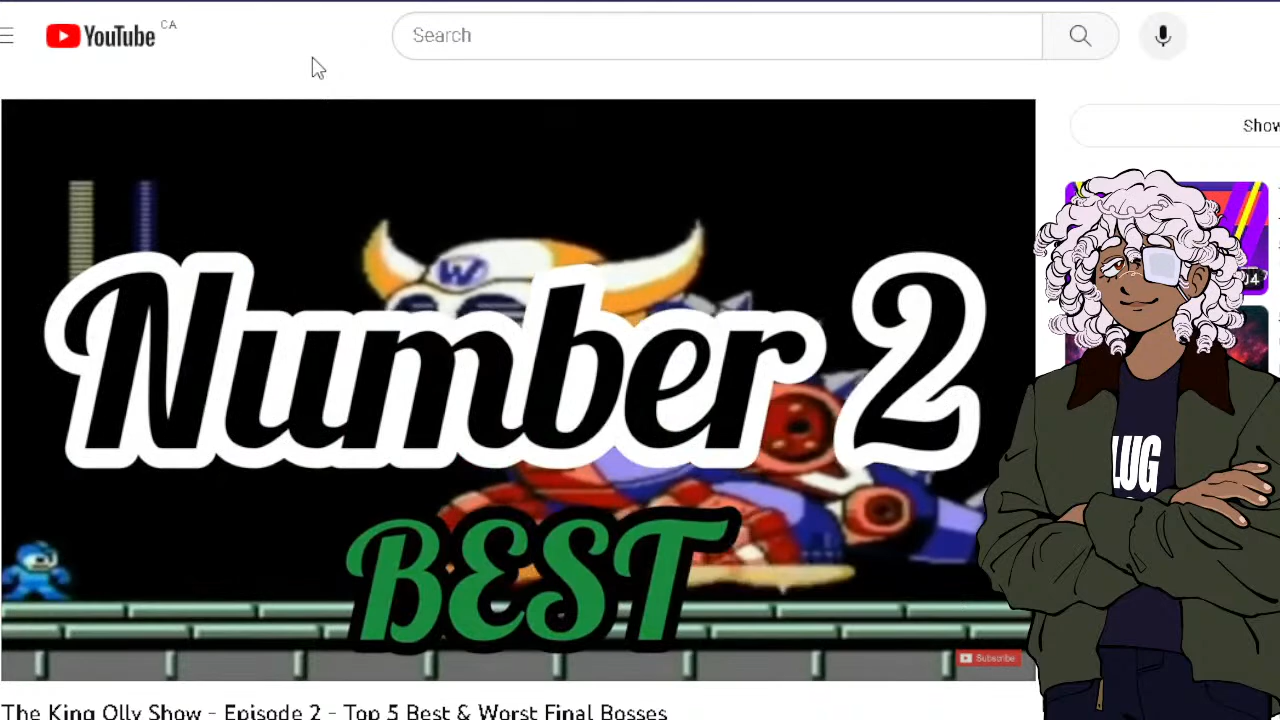 YouTube CA
Search
Show
04
W
Number 2
LUG
BEST
Subscribe
The King Olly Show - Episode 2 - Top 5 Best & Worst Final Bosses